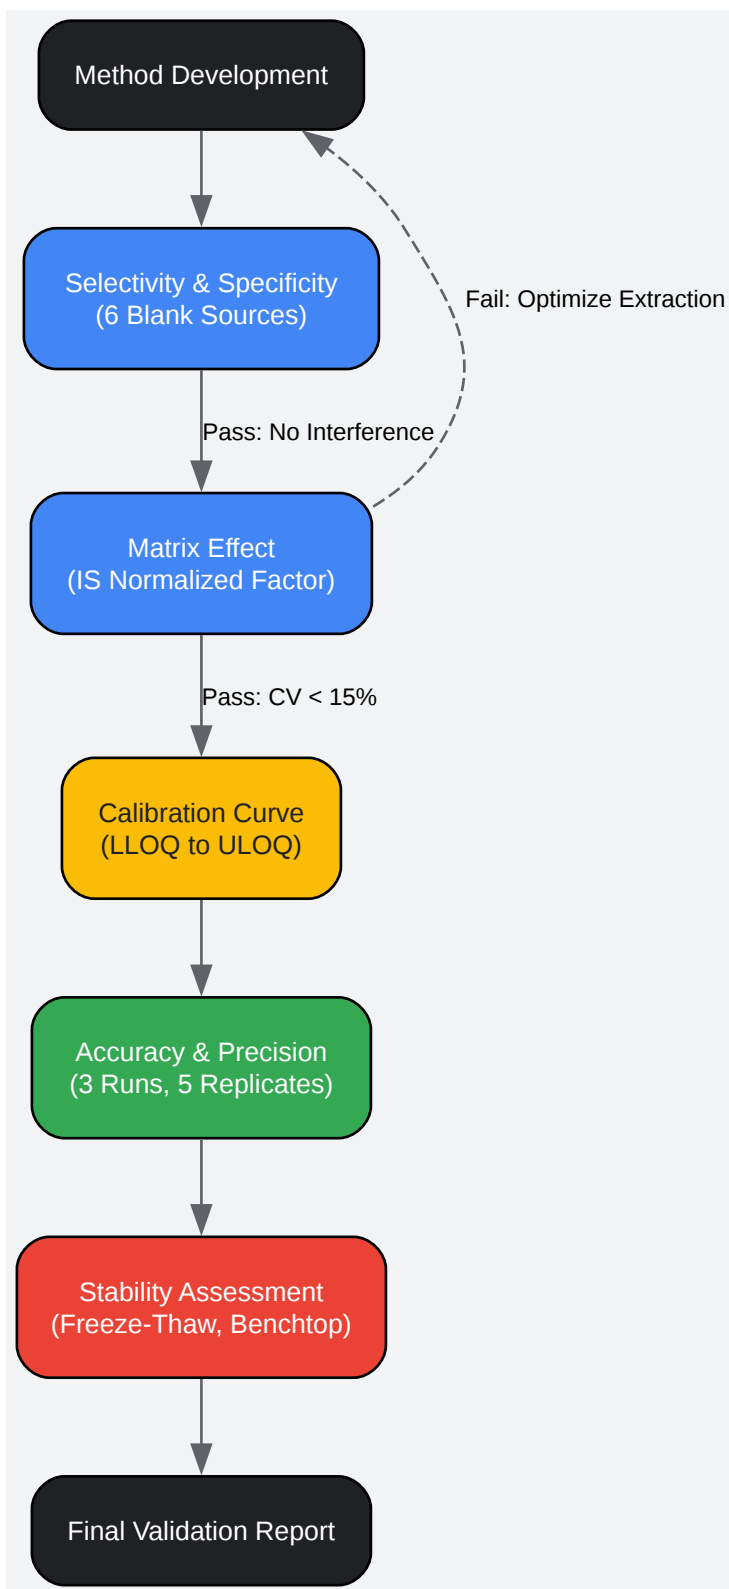 Method Development
Selectivity & Specificity
(6 Blank Sources)
Fail: Optimize Extraction
Pass: No Interference
Matrix Effect
(IS Normalized Factor)
Pass: CV < 15%
Calibration Curve
(LLOQ to ULOQ)
Accuracy & Precision
(3 Runs, 5 Replicates)
Stability Assessment
(Freeze-Thaw, Benchtop)
Final Validation Report